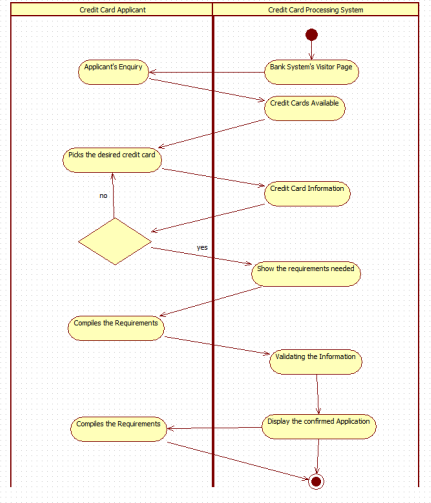 Credit Card Applicant
Credit Card Processing System
Applicant's Enquiry
Bank System's Visitor Page
Credit Cards Available
Picks the desired credit card
Credit Card Information
no
yes
Show the requirements needed
Compiles the Requirements
Validating the Information
Compiles the Requirements
Display the confirmed Application